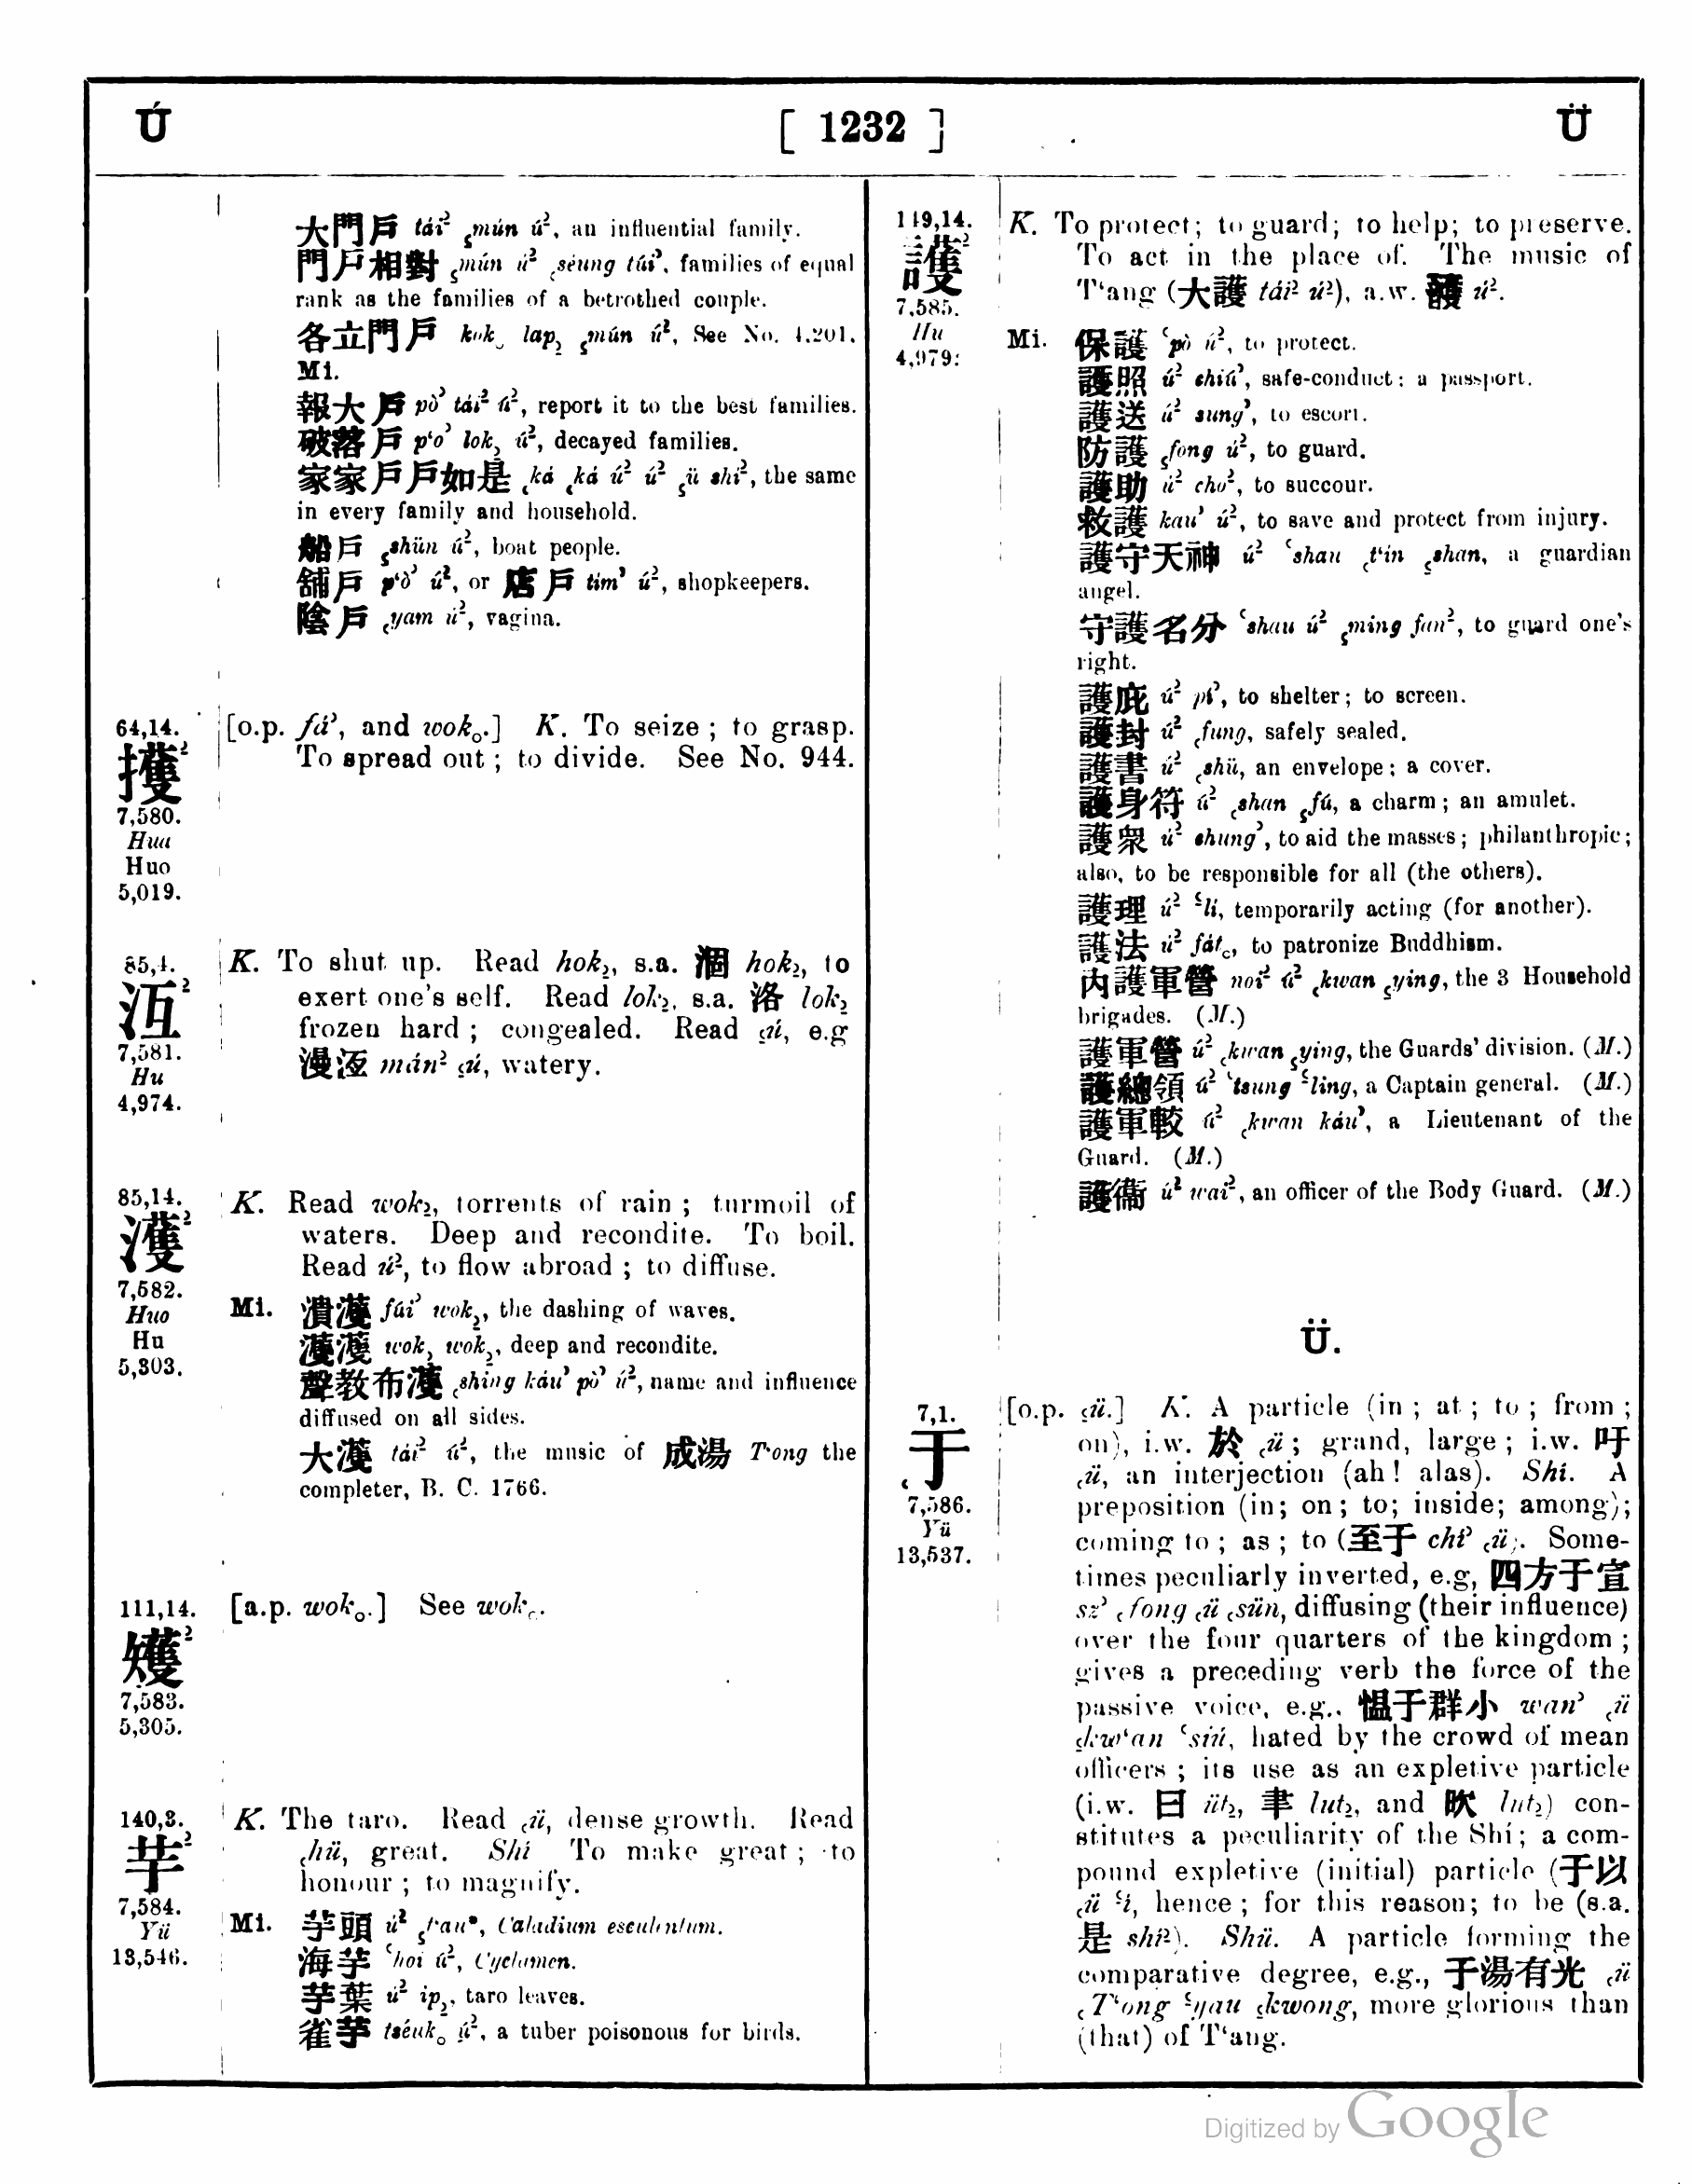 Ú [ 1232 ] Ü
大門戶 tái² ˛mún ú², an influential family.
門戶相對 ˛mún ú² ˛séung túi’, families of equal
rank as the families of a betrothed couple.
各立門戶 kok lap₂ ˛mún ú², See No. 4.201.
Mi.
報大戶 pò’ tái² ú², report it to the best families.
破落戶 p‘o’ lok₂ ú², decayed families.
家家戶戶如是 ˛ká ˛ká ú² ú² ˛ü shí², the same
in every family and household.
船戶 ˛shün ú², boat people.
舖戶 p‘ò’ ú², or 店戶 tím’ ú², shopkeepers.
陰戶 ˛yam ú², vagina.
64,14.
擭²
7,580.
Hua
Huo
5,019.
[o.p. fá’, and wok₀.] K. To seize ; to grasp.
To spread out ; to divide. See No. 944.
85,4.
沍²
7,581.
Hu
4,974.
K. To shut up. Read hok₂, s.a. 涸 hok₂, to
exert one's self. Read lok₂, s.a. 洛 lok₂
frozen hard ; congealed. Read ˛ú, e.g
漫沍 mán² ˛ú, watery.
85,14.
濩²
7,582.
Huo
Hu
5,303.
K. Read wok₂, torrents of rain ; turmoil of
waters. Deep and recondite. To boil.
Read ú², to flow abroad ; to diffuse.
Mi. 濆濩 fúi’ wok₂, the dashing of waves.
濩濩 wok₂ wok₂, deep and recondite.
聲教布濩 ˛shing káu’ pò’ ú², name and influence
diffused on all sides.
大濩 tái² ú², the music of 成湯 T‘ong the
completer, B. C. 1766.
111,14.
矱²
7,583.
5,305.
[a.p. wok₀.] See wok₀.
140,3.
芋²
7,584.
Yü
13,546.
K. The taro. Read ˛ü, dense growth. Read
˛hü, great. Shí To make great ; to
honour ; to magnify.
Mi. 芋頭 ú² ˛t‘au*, Caladium esculentum.
海芋 ‘hoi ú², Cyclamen.
芋葉 ú² ip₂, taro leaves.
雀芋 tséuk₀ ú², a tuber poisonous for birds.
149,14.
護²
7,585.
Hu
4,979.
K. To protect; to guard; to help; to preserve.
To act in the place of. The music of
T‘ang (大護 tái² ú²), a.w. 頀 ú².
Mi. 保護 ‘pò ú², to protect.
護照 ú² chiú’, safe-conduct ; a passport.
護送 ú² sung’, to escort.
防護 ˛fong ú², to guard.
護助 ú² cho², to succour.
救護 kau’ ú², to save and protect from injury.
護守天神 ú² ‘shau ˛t‘in ˛shan, a guardian
angel.
守護名分 ‘shau ú² ˛ming fan², to guard one's
right.
護庇 ú² pí’, to shelter ; to screen.
護封 ú² ˛fung, safely sealed.
護書 ú² ˛shü, an envelope ; a cover.
護身符 ú² ˛shan ˛fú, a charm ; an amulet.
護衆 ú² chung’, to aid the masses ; philanthropic ;
also, to be responsible for all (the others).
護理 ú² ‘lí, temporarily acting (for another).
護法 ú² fát₀, to patronize Buddhism.
內護軍營 noi² ú² ˛kwan ˛ying, the 3 Household
brigades. (M.)
護軍營 ú² ˛kwan ˛ying, the Guards' division. (M.)
護總領 ú² ‘tsung ‘ling, a Captain general. (M.)
護軍較 ú² ˛kwan káu’, a Lieutenant of the
Guard. (M.)
護衞 ú² wai², an officer of the Body Guard. (M.)
Ü.
7,1.
˛于
7,586.
Yü
13,537.
[o.p. ˛ü.] K. A particle (in ; at ; to ; from ;
on), i.w. 於 ˛ü ; grand, large ; i.w. 吁
˛ü, an interjection (ah ! alas). Shí. A
preposition (in; on ; to; inside; among);
coming to ; as ; to (至于 chí’ ˛ü). Some-
times peculiarly inverted, e.g, 四方于宣
sz’ ˛fong ˛ü ˛sün, diffusing (their influence)
over the four quarters of the kingdom ;
gives a preceding verb the force of the
passive voice, e.g., 慍于群小 wan’ ˛ü
˛kw‘an ‘siú, hated by the crowd of mean
officers ; its use as an expletive particle
(i.w. 曰 üt₂, 聿 lut₂, and 欥 lut₂) con-
stitutes a peculiarity of the Shí ; a com-
pound expletive (initial) particle (于以
˛ü ‘í, hence ; for this reason; to be (s.a.
是 shí²). Shü. A particle forming the
comparative degree, e.g., 于湯有光 ˛ü
˛T‘ong ‘yau ˛kwong, more glorious than
(that) of T‘ang.
Digitized by Google